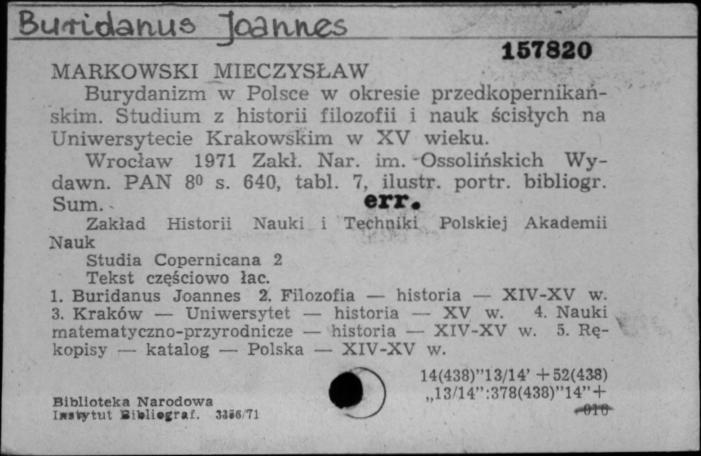 Buridanus Joannes
157820
MARKOWSKI MIECZYSŁAW
Burydanizm w Polsce w okresie przedkopernikań-
skim. Studium z historii filozofii i nauk ścisłych na
Uniwersytecie Krakowskim w XV wieku.
Wrocław 1971 Zakł. Nar. im. Ossolińskich Wy-
dawn. PAN 8⁰ s. 640, tabl. 7, ilustr. portr. bibliogr.
Sum. err.
Zakład Historii Nauki i Techniki Polskiej Akademii
Nauk
Studia Copernicana 2
Tekst częściowo łac.
1. Buridanus Joannes 2. Filozofia — historia — XIV-XV w.
3. Kraków — Uniwersytet — historia — XV w. 4. Nauki
matematyczno-przyrodnicze — historia — XIV-XV w. 5. Rę-
kopisy — katalog — Polska — XIV-XV w.
14(438)"13/14' +52(438)
„13/14":378(438)"14"+
016
Biblioteka Narodowa
Instytut Bibliograf. /71